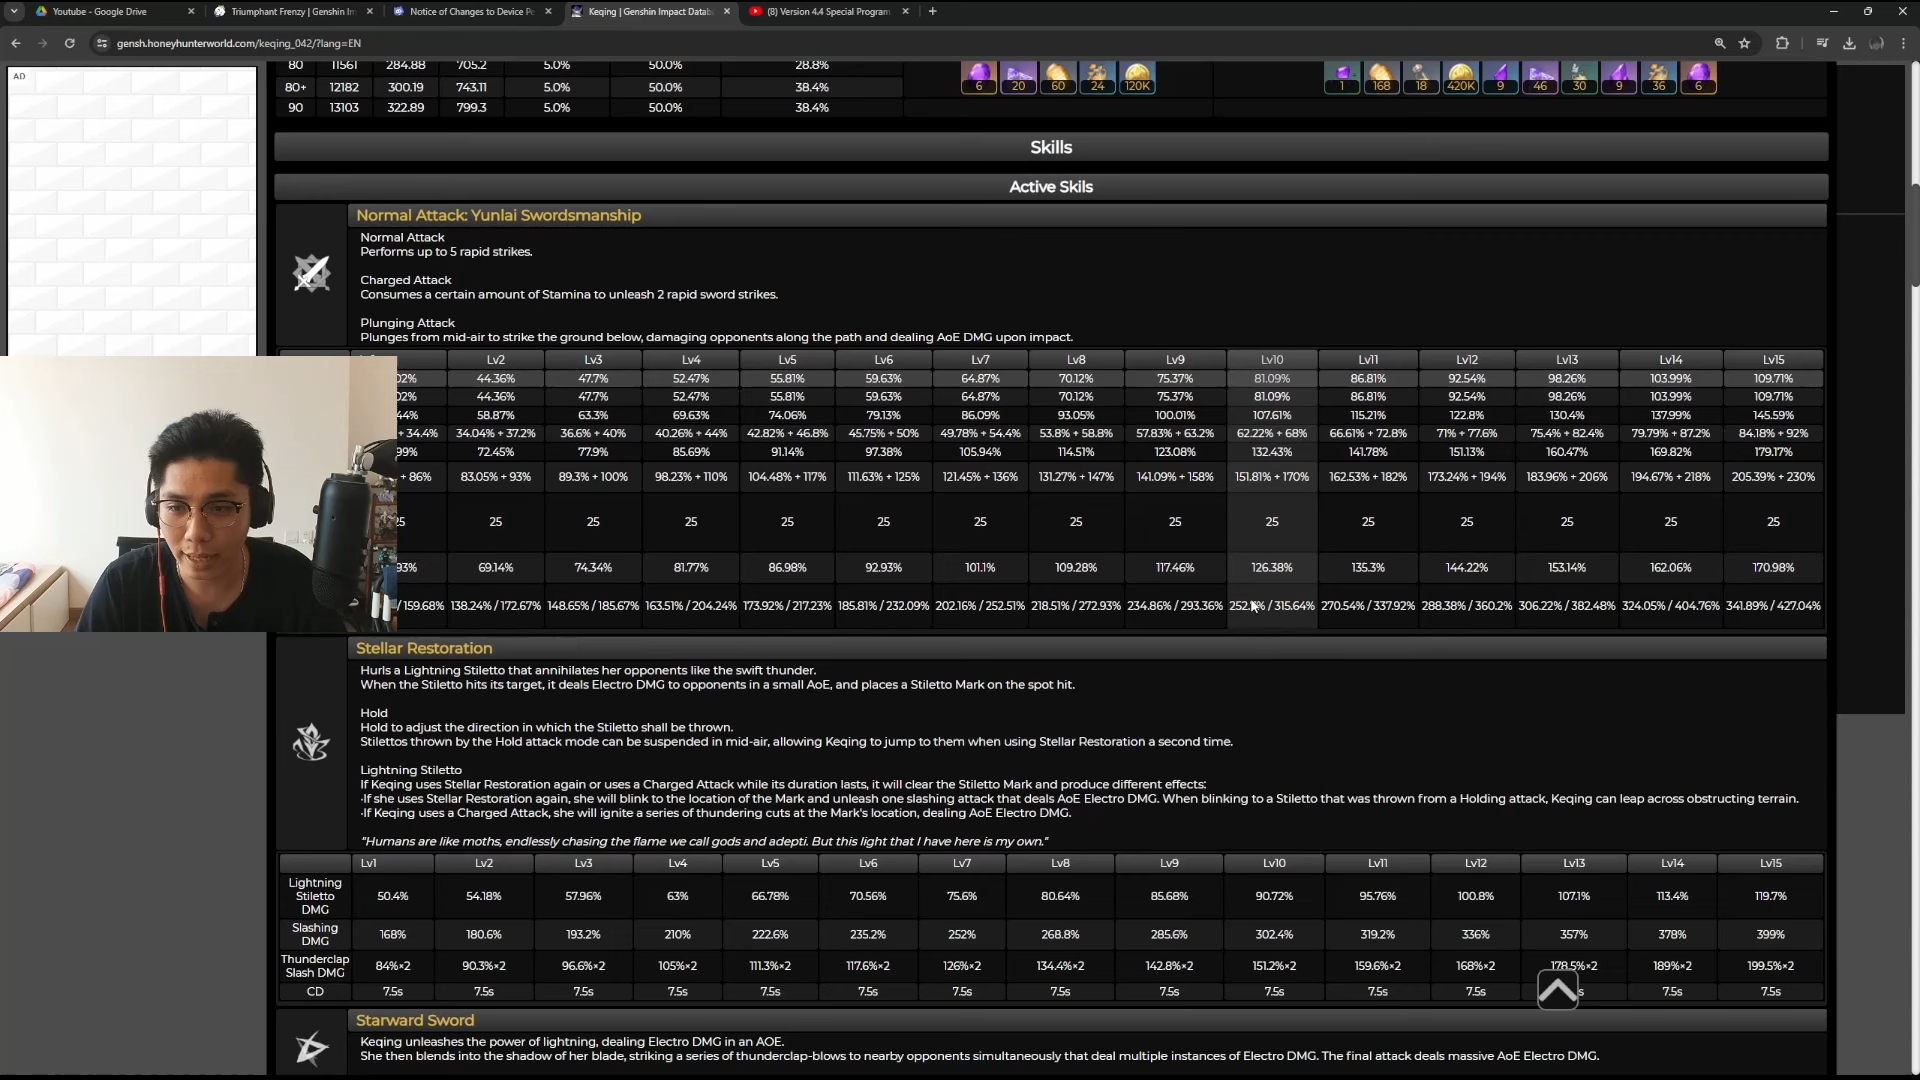 Youtube - Google Drive
Triumphant Frenzy | Genshin Im
Notice of Changes to Device Pe
Keqing | Genshin Impact Datab
(8) Version 4.4 Special Program
gensh.honeyhunterworld.com/keqing_042/?lang=EN
AD
80 11561 284.88 705.2 5.0% 50.0% 28.8%
80+ 12182 300.19 743.11 5.0% 50.0% 38.4%
90 13103 322.89 799.3 5.0% 50.0% 38.4%
6 20 60 24 120K
1 168 18 420K 9 46 30 9 36 6
Skills
Active Skils
Normal Attack: Yunlai Swordsmanship
Normal Attack
Performs up to 5 rapid strikes.
Charged Attack
Consumes a certain amount of Stamina to unleash 2 rapid sword strikes.
Plunging Attack
Plunges from mid-air to strike the ground below, damaging opponents along the path and dealing AoE DMG upon impact.
Lv2 Lv3 Lv4 Lv5 Lv6 Lv7 Lv8 Lv9 Lv10 Lv11 Lv12 Lv13 Lv14 Lv15
02% 44.36% 47.7% 52.47% 55.81% 59.63% 64.87% 70.12% 75.37% 81.09% 86.81% 92.54% 98.26% 103.99% 109.71%
02% 44.36% 47.7% 52.47% 55.81% 59.63% 64.87% 70.12% 75.37% 81.09% 86.81% 92.54% 98.26% 103.99% 109.71%
44% 58.87% 63.3% 69.63% 74.06% 79.13% 86.09% 93.05% 100.01% 107.61% 115.21% 122.8% 130.4% 137.99% 145.59%
+ 34.4% 34.04% + 37.2% 36.6% + 40% 40.26% + 44% 42.82% + 46.8% 45.75% + 50% 49.78% + 54.4% 53.8% + 58.8% 57.83% + 63.2% 62.22% + 68% 66.61% + 72.8% 71% + 77.6% 75.4% + 82.4% 79.79% + 87.2% 84.18% + 92%
99% 72.45% 77.9% 85.69% 91.14% 97.38% 105.94% 114.51% 123.08% 132.43% 141.78% 151.13% 160.47% 169.82% 179.17%
+ 86% 83.05% + 93% 89.3% + 100% 98.23% + 110% 104.48% + 117% 111.63% + 125% 121.45% + 136% 131.27% + 147% 141.09% + 158% 151.81% + 170% 162.53% + 182% 173.24% + 194% 183.96% + 206% 194.67% + 218% 205.39% + 230%
25 25 25 25 25 25 25 25 25 25 25 25 25 25 25
93% 69.14% 74.34% 81.77% 86.98% 92.93% 101.1% 109.28% 117.46% 126.38% 135.3% 144.22% 153.14% 162.06% 170.98%
/ 159.68% 138.24% / 172.67% 148.65% / 185.67% 163.51% / 204.24% 173.92% / 217.23% 185.81% / 232.09% 202.16% / 252.51% 218.51% / 272.93% 234.86% / 293.36% 252. % / 315.64% 270.54% / 337.92% 288.38% / 360.2% 306.22% / 382.48% 324.05% / 404.76% 341.89% / 427.04%
Stellar Restoration
Hurls a Lightning Stiletto that annihilates her opponents like the swift thunder.
When the Stiletto hits its target, it deals Electro DMG to opponents in a small AoE, and places a Stiletto Mark on the spot hit.
Hold
Hold to adjust the direction in which the Stiletto shall be thrown.
Stilettos thrown by the Hold attack mode can be suspended in mid-air, allowing Keqing to jump to them when using Stellar Restoration a second time.
Lightning Stiletto
If Keqing uses Stellar Restoration again or uses a Charged Attack while its duration lasts, it will clear the Stiletto Mark and produce different effects:
·If she uses Stellar Restoration again, she will blink to the location of the Mark and unleash one slashing attack that deals AoE Electro DMG. When blinking to a Stiletto that was thrown from a Holding attack, Keqing can leap across obstructing terrain.
·If Keqing uses a Charged Attack, she will ignite a series of thundering cuts at the Mark's location, dealing AoE Electro DMG.
"Humans are like moths, endlessly chasing the flame we call gods and adepti. But this light that I have here is my own."
Lv1 Lv2 Lv3 Lv4 Lv5 Lv6 Lv7 Lv8 Lv9 Lv10 Lv11 Lv12 Lv13 Lv14 Lv15
Lightning Stiletto DMG 50.4% 54.18% 57.96% 63% 66.78% 70.56% 75.6% 80.64% 85.68% 90.72% 95.76% 100.8% 107.1% 113.4% 119.7%
Slashing DMG 168% 180.6% 193.2% 210% 222.6% 235.2% 252% 268.8% 285.6% 302.4% 319.2% 336% 357% 378% 399%
Thunderclap Slash DMG 84%×2 90.3%×2 96.6%×2 105%×2 111.3%×2 117.6%×2 126%×2 134.4%×2 142.8%×2 151.2%×2 159.6%×2 168%×2 178.5%×2 189%×2 199.5%×2
CD 7.5s 7.5s 7.5s 7.5s 7.5s 7.5s 7.5s 7.5s 7.5s 7.5s 7.5s 7.5s s 7.5s 7.5s
Starward Sword
Keqing unleashes the power of lightning, dealing Electro DMG in an AOE.
She then blends into the shadow of her blade, striking a series of thunderclap-blows to nearby opponents simultaneously that deal multiple instances of Electro DMG. The final attack deals massive AoE Electro DMG.